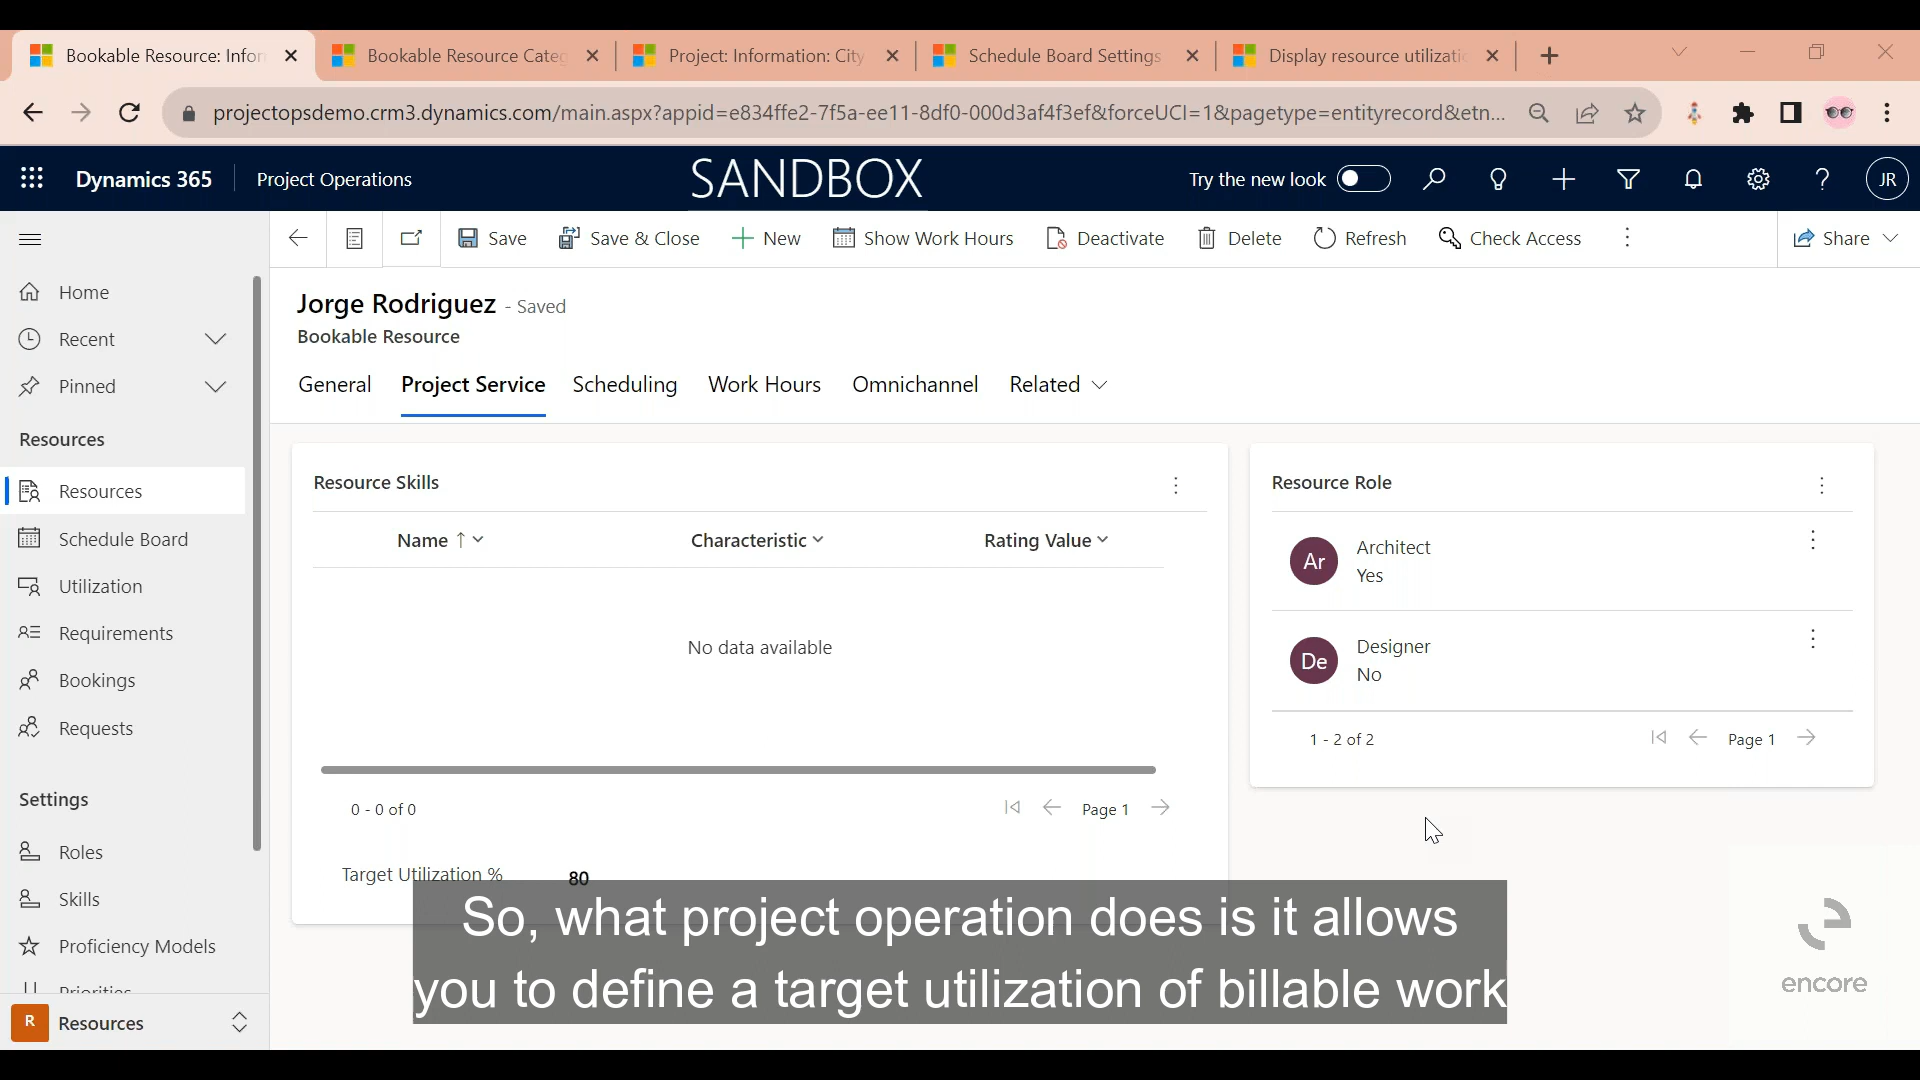 Bookable Resource: Infor
Bookable Resource Categ
Project: Information: City
Schedule Board Settings
Display resource utilizatic
projectopsdemo.crm3.dynamics.com/main.aspx?appid=e834ffe2-7f5a-ee11-8df0-000d3af4f3ef&forceUCI=1&pagetype=entityrecord&etn...
Dynamics 365
Project Operations
SANDBOX
Try the new look
JR
Save
Save & Close
New
Show Work Hours
Deactivate
Delete
Refresh
Check Access
Share
Home
Recent
Pinned
Resources
Resources
Schedule Board
Utilization
Requirements
Bookings
Requests
Settings
Roles
Skills
Proficiency Models
Priorities
R
Resources
Jorge Rodriguez - Saved
Bookable Resource
General
Project Service
Scheduling
Work Hours
Omnichannel
Related
Resource Skills
Name
Characteristic
Rating Value
No data available
0 - 0 of 0
Page 1
Target Utilization %
80
Resource Role
Ar
Architect
Yes
De
Designer
No
1 - 2 of 2
Page 1
So, what project operation does is it allows
you to define a target utilization of billable work
encore